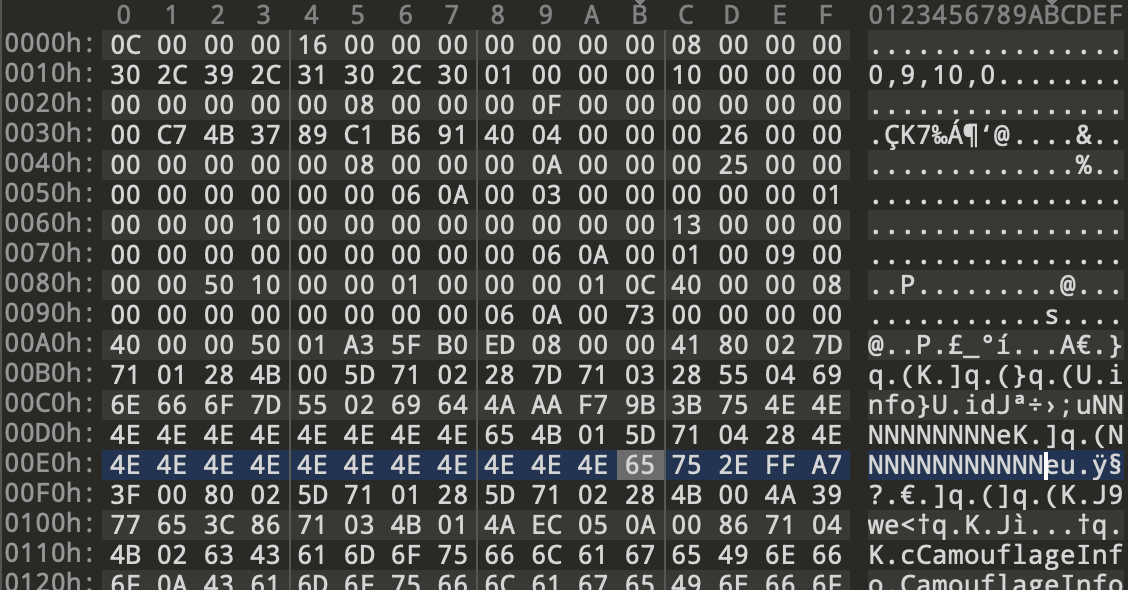 0 1 2 3 4 5 6 7 8 9 A B C D E F 0123456789ABCDEF
0000h: 0C 00 00 00 16 00 00 00 00 00 00 00 08 00 00 00 ................
0010h: 30 2C 39 2C 31 30 2C 30 01 00 00 00 10 00 00 00 0,9,10,0........
0020h: 00 00 00 00 00 08 00 00 00 0F 00 00 00 00 00 00 ................
0030h: 00 C7 4B 37 89 C1 B6 91 40 04 00 00 00 26 00 00 .ÇK7‰Á¶‘@....&..
0040h: 00 00 00 00 00 08 00 00 00 0A 00 00 00 25 00 00 .............%..
0050h: 00 00 00 00 00 00 06 0A 00 03 00 00 00 00 00 01 ................
0060h: 00 00 00 10 00 00 00 00 00 00 00 00 13 00 00 00 ................
0070h: 00 00 00 00 00 00 00 00 00 06 0A 00 01 00 09 00 ................
0080h: 00 00 50 10 00 00 01 00 00 00 01 0C 40 00 00 08 ..P.........@...
0090h: 00 00 00 00 00 00 00 00 06 0A 00 73 00 00 00 00 ...........s....
00A0h: 40 00 00 50 01 A3 5F B0 ED 08 00 00 41 80 02 7D @..P.£_°í...A€.}
00B0h: 71 01 28 4B 00 5D 71 02 28 7D 71 03 28 55 04 69 q.(K.]q.(}q.(U.i
00C0h: 6E 66 6F 7D 55 02 69 64 4A AA F7 9B 3B 75 4E 4E nfo}U.idJª÷›;uNN
00D0h: 4E 4E 4E 4E 4E 4E 4E 4E 65 4B 01 5D 71 04 28 4E NNNNNNNNeK.]q.(N
00E0h: 4E 4E 4E 4E 4E 4E 4E 4E 4E 4E 4E 65 75 2E FF A7 NNNNNNNNNNNeu.ÿ§
00F0h: 3F 00 80 02 5D 71 01 28 5D 71 02 28 4B 00 4A 39 ?.€.]q.(]q.(K.J9
0100h: 77 65 3C 86 71 03 4B 01 4A EC 05 0A 00 86 71 04 we<†q.K.Jì...†q.
0110h: 4B 02 63 43 61 6D 6F 75 66 6C 61 67 65 49 6E 66 K.cCamouflageInf
0120h: 6F 0A 43 61 6D 6F 75 66 6C 61 67 65 49 6E 66 6F o.CamouflageInfo